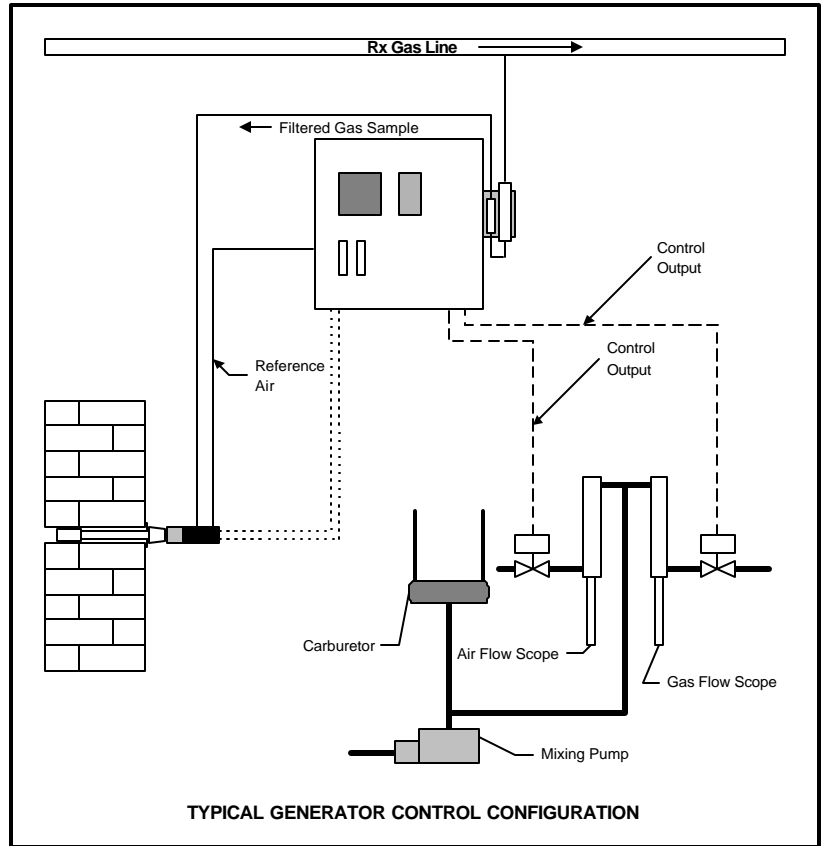 Rx Gas Line
Filtered Gas Sample
Control
Output
Control
Output
Reference
Air
Carburetor
Air Flow Scope
Gas Flow Scope
Mixing Pump
TYPICAL GENERATOR CONTROL CONFIGURATION